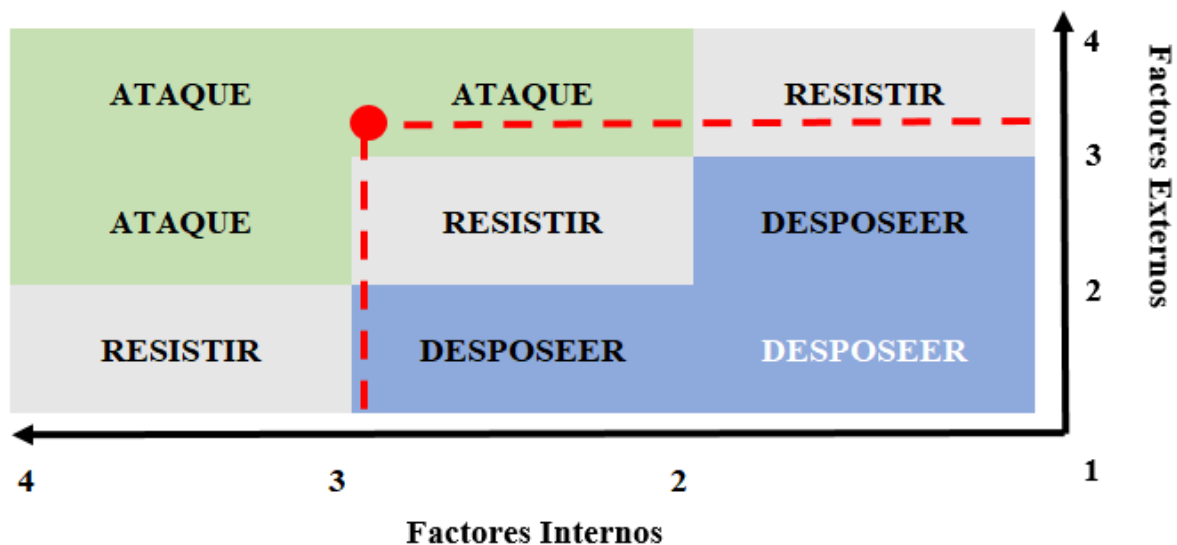 ATAQUE ATAQUE RESISTIR 4
3
ATAQUE RESISTIR DESPOSEER
2
RESISTIR DESPOSEER DESPOSEER
1
4 3 2
Factores Internos
Factores Externos